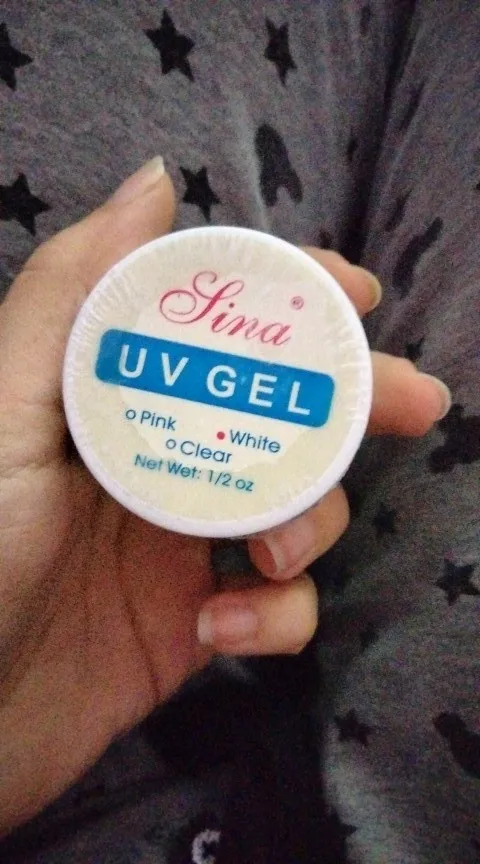 Sina®
UV GEL
o Pink • White
o Clear
Net Wet: 1/2 oz